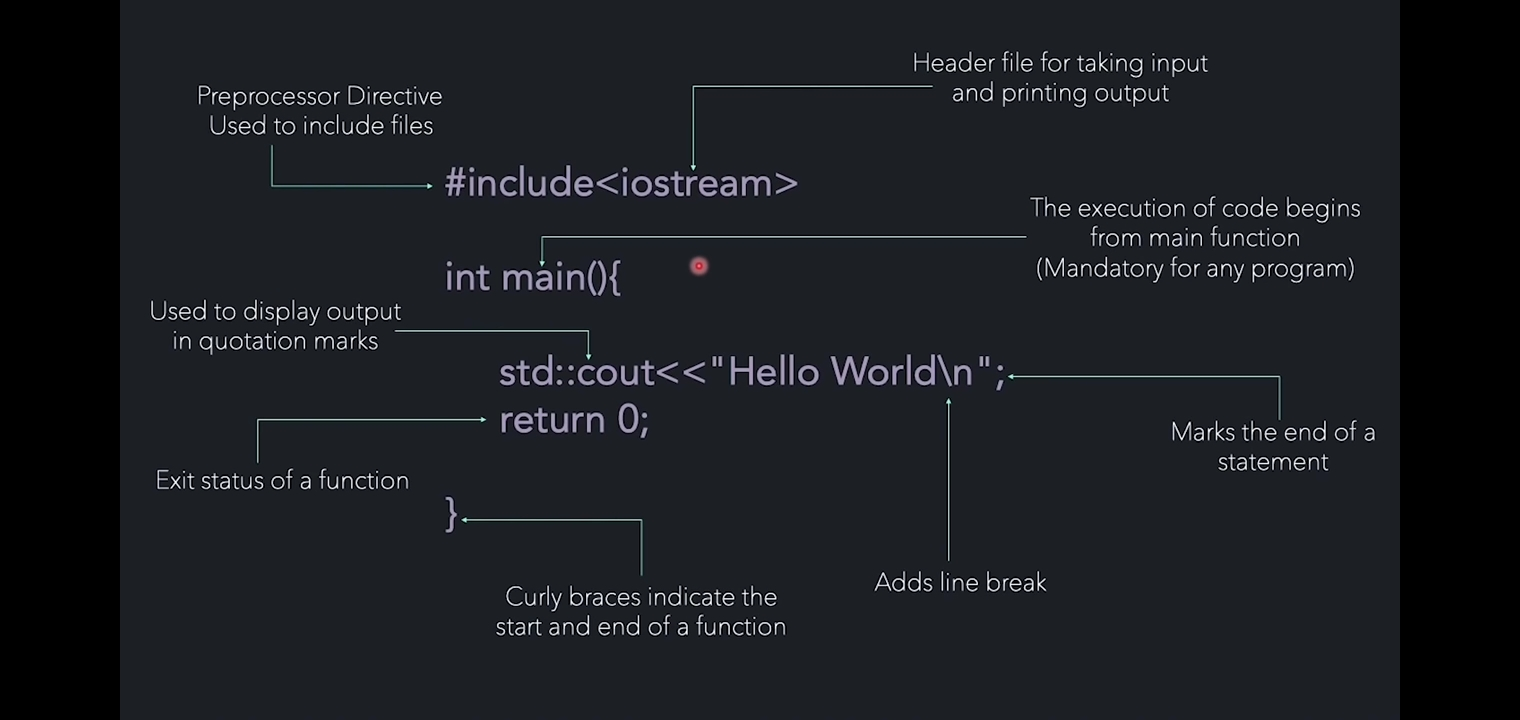 Header file for taking input
and printing output
Preprocessor Directive
Used to include files
#include<iostream>
The execution of code begins
from main function
(Mandatory for any program)
int main(){
Used to display output
in quotation marks
std::cout<<"Hello World\n";
return 0;
Marks the end of a
statement
Exit status of a function
}
Adds line break
Curly braces indicate the
start and end of a function